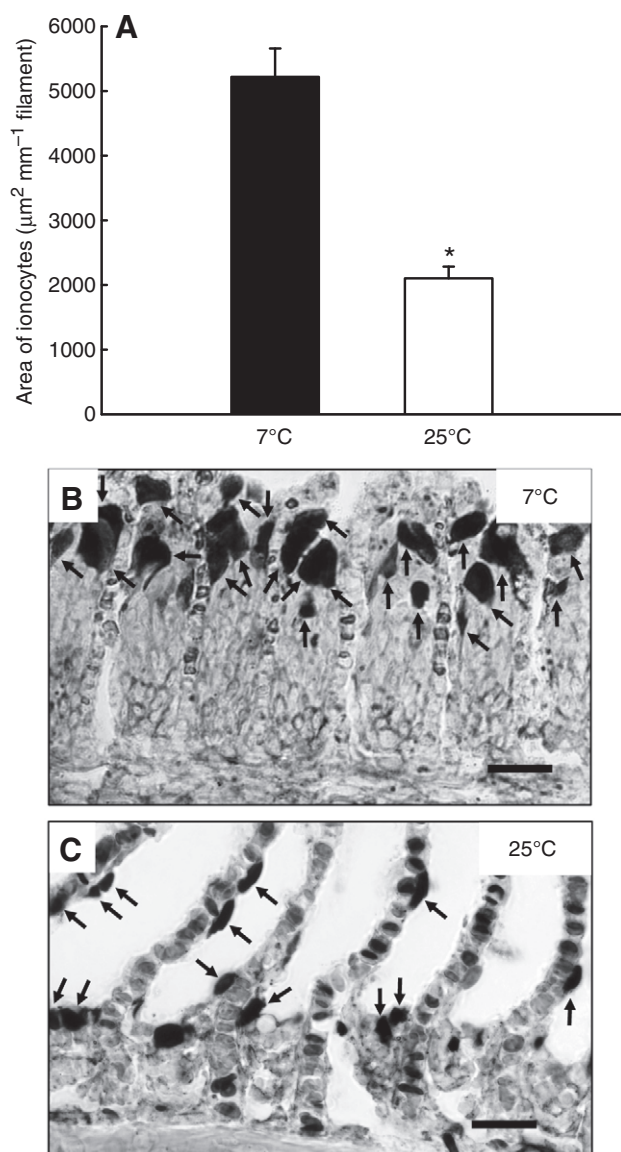 A
6000
5000
4000
3000
2000
1000
0
Area of ionocytes (μm² mm⁻¹ filament)
*
7°C
25°C
B
7°C
C
25°C